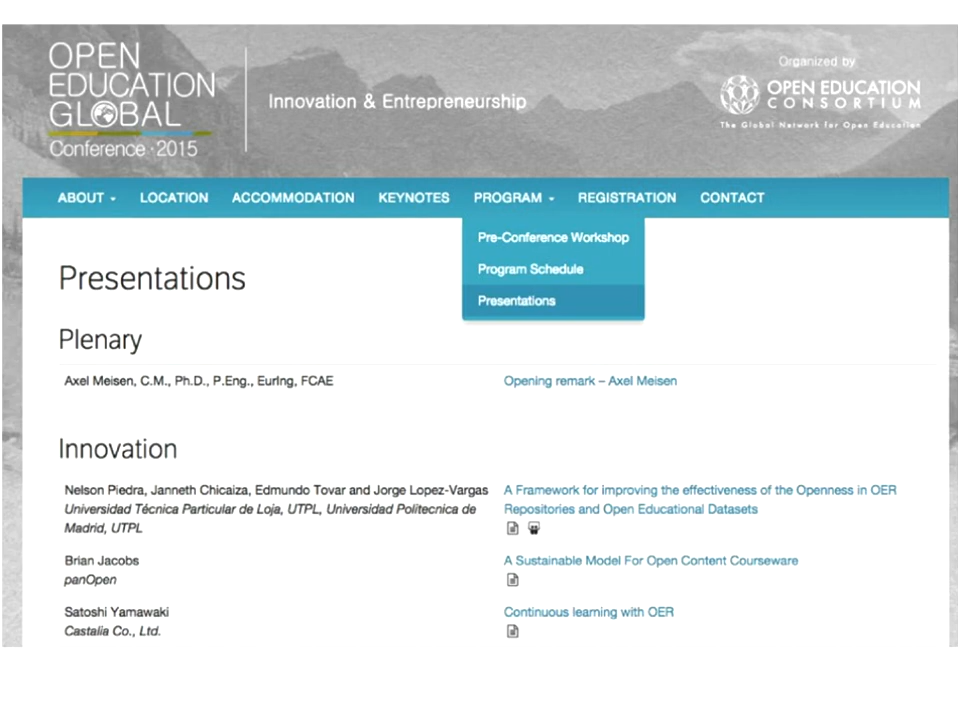 OPEN
EDUCATION
GLOBAL
Conference · 2015
Innovation & Entrepreneurship
Organized by
OPEN EDUCATION
CONSORTIUM
The Global Network for Open Education
ABOUT LOCATION ACCOMMODATION KEYNOTES PROGRAM REGISTRATION CONTACT
Pre-Conference Workshop
Program Schedule
Presentations
Presentations
Plenary
Axel Meisen, C.M., Ph.D., P.Eng., EurIng, FCAE
Opening remark – Axel Meisen
Innovation
Nelson Piedra, Janneth Chicaiza, Edmundo Tovar and Jorge Lopez-Vargas
Universidad Técnica Particular de Loja, UTPL, Universidad Politecnica de
Madrid, UTPL
A Framework for improving the effectiveness of the Openness in OER
Repositories and Open Educational Datasets
Brian Jacobs
panOpen
A Sustainable Model For Open Content Courseware
Satoshi Yamawaki
Castalia Co., Ltd.
Continuous learning with OER